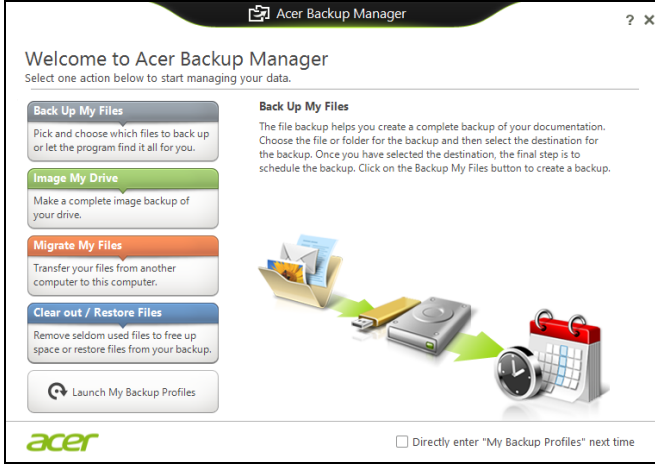 Acer Backup Manager
? X
Welcome to Acer Backup Manager
Select one action below to start managing your data.
Back Up My Files
Pick and choose which files to back up
or let the program find it all for you.
Image My Drive
Make a complete image backup of
your drive.
Migrate My Files
Transfer your files from another
computer to this computer.
Clear out / Restore Files
Remove seldom used files to free up
space or restore files from your backup.
Launch My Backup Profiles
Back Up My Files
The file backup helps you create a complete backup of your documentation.
Choose the file or folder for the backup and then select the destination for
the backup. Once you have selected the destination, the final step is to
schedule the backup. Click on the Backup My Files button to create a backup.
acer
Directly enter "My Backup Profiles" next time